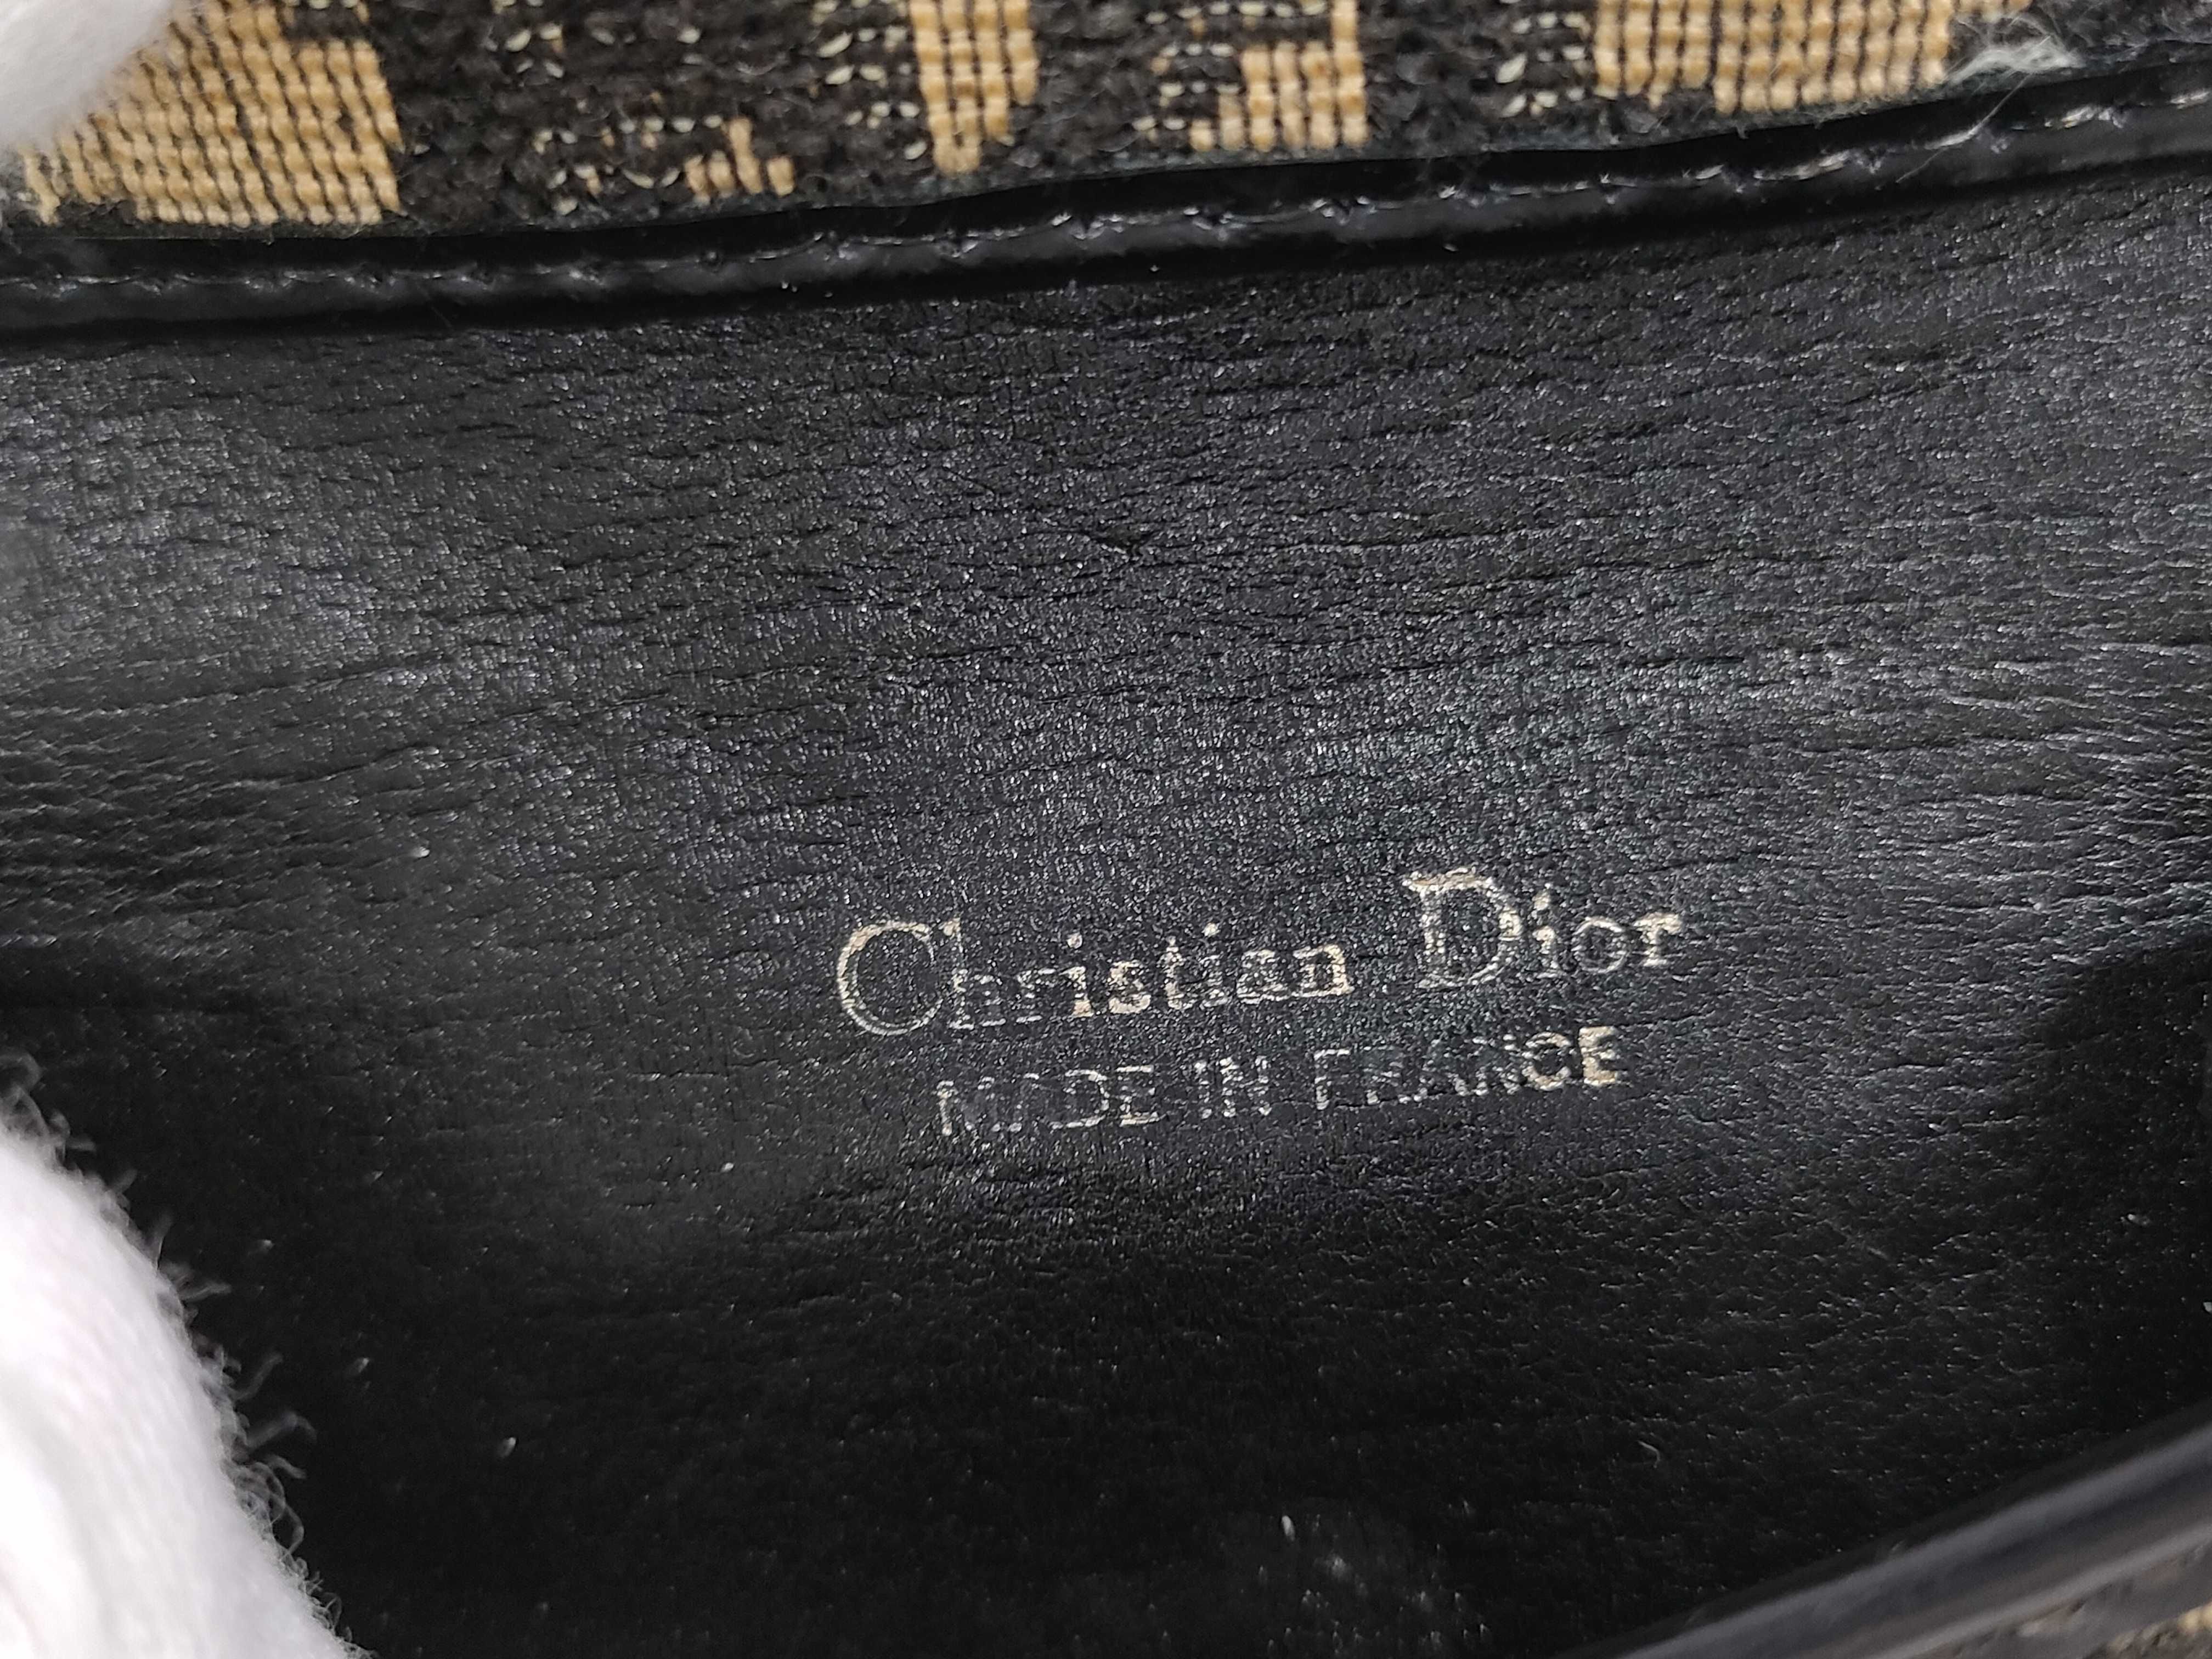 Christian Dior
MADE IN FRANCE